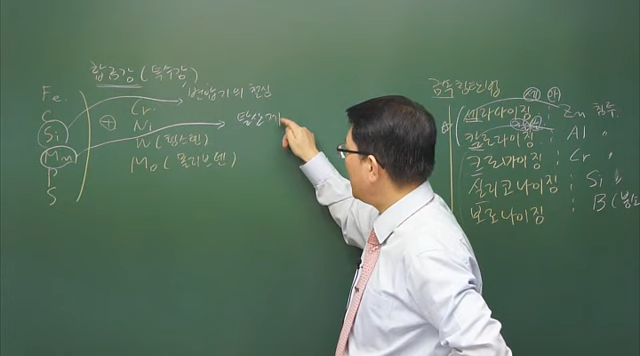 합금강 (특수강)
Fe.
C
Si
Mn
P
S
⊕
Cr.
Ni
W (텅스텐)
Mo (몰리브덴)
변압기의 철심
탈산제
금속침탄법
세 아
세라다이징 : Zn 침투
칼로라이징 : Al 〃
크로마이징 : Cr 〃
실리코나이징 : Si
보로나이징 : B (붕소